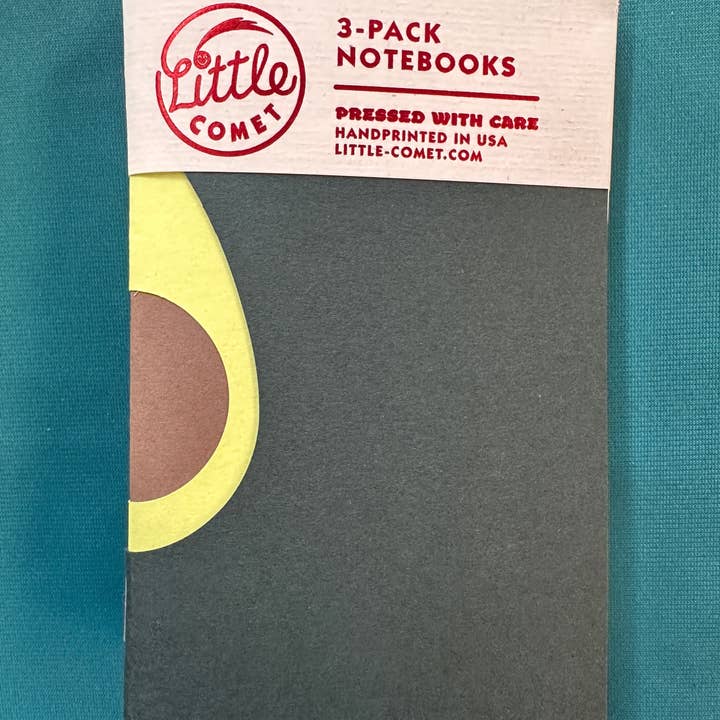 Little
COMET
3-PACK
NOTEBOOKS
PRESSED WITH CARE
HANDPRINTED IN USA
LITTLE-COMET.COM